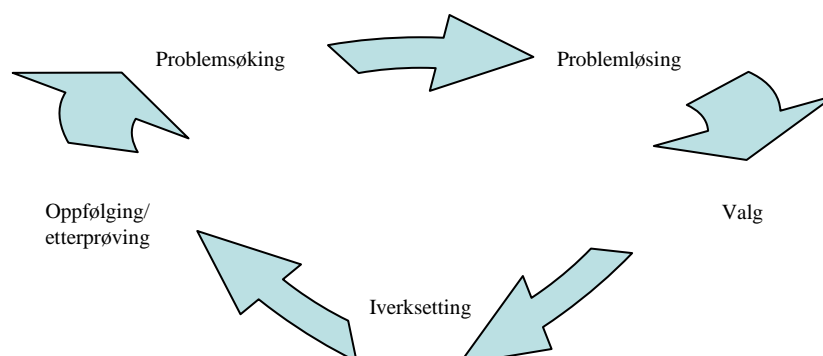 Problemsøking
Problemløsing
Valg
Iverksetting
Oppfølging/
etterprøving